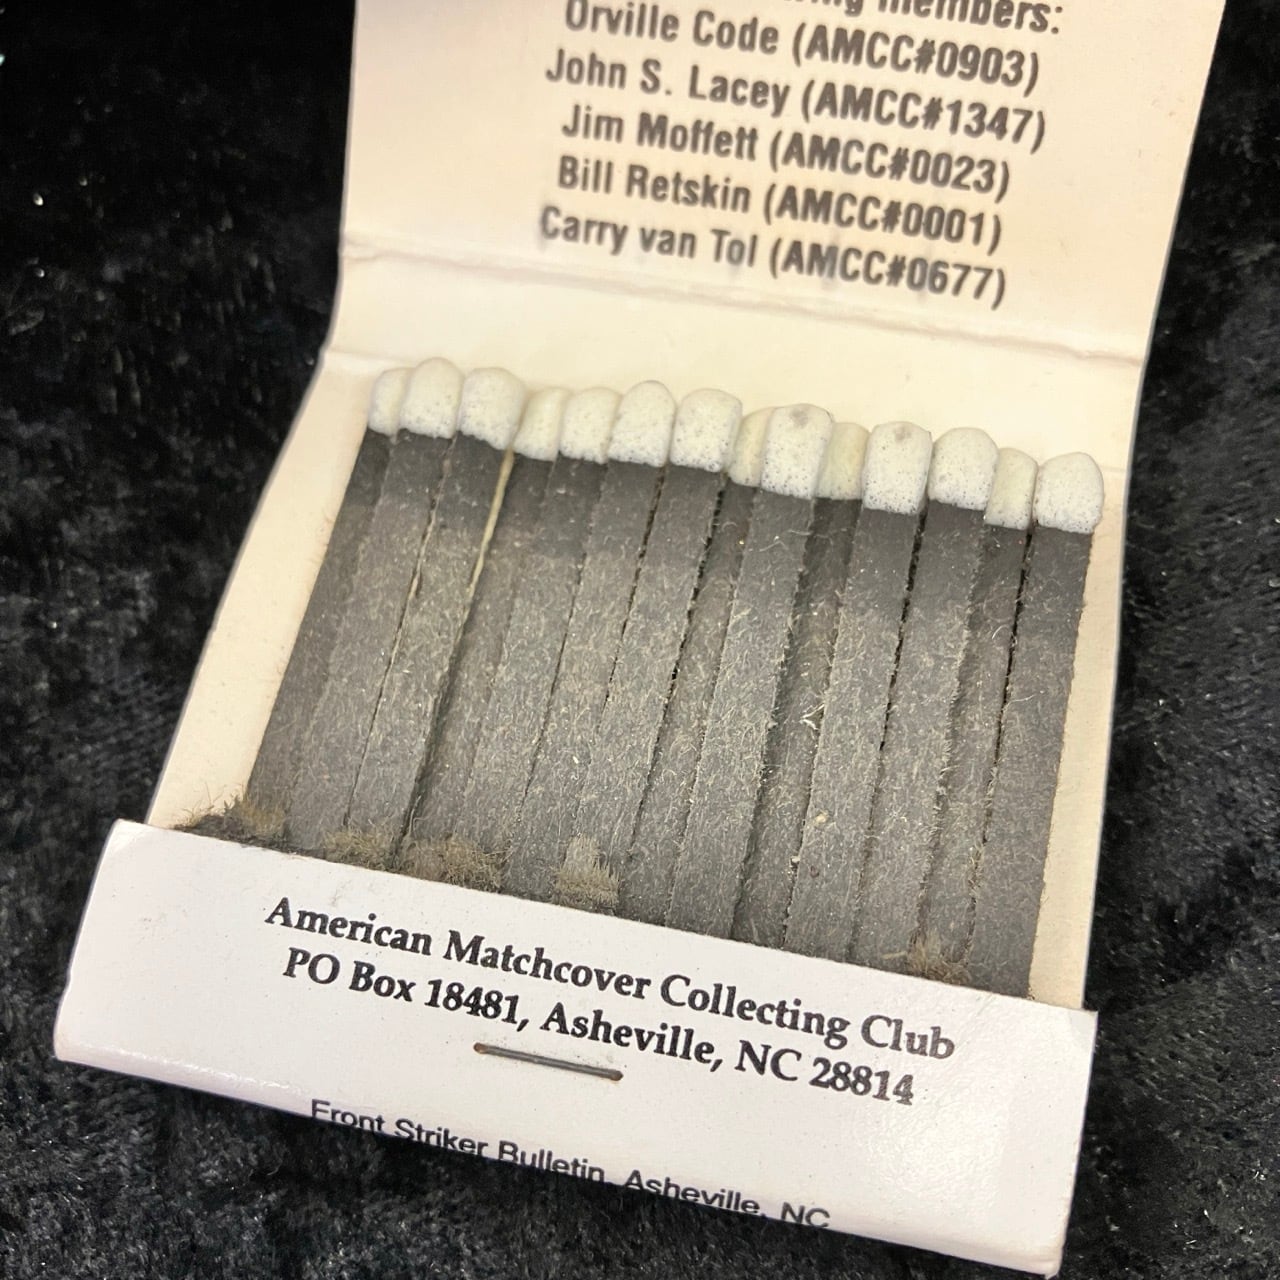 members:
Orville Code (AMCC#0903)
John S. Lacey (AMCC#1347)
Jim Moffett (AMCC#0023)
Bill Retskin (AMCC#0001)
Carry van Tol (AMCC#0677)
American Matchcover Collecting Club
PO Box 18481, Asheville, NC 28814
Front Striker Bulletin, Asheville, NC